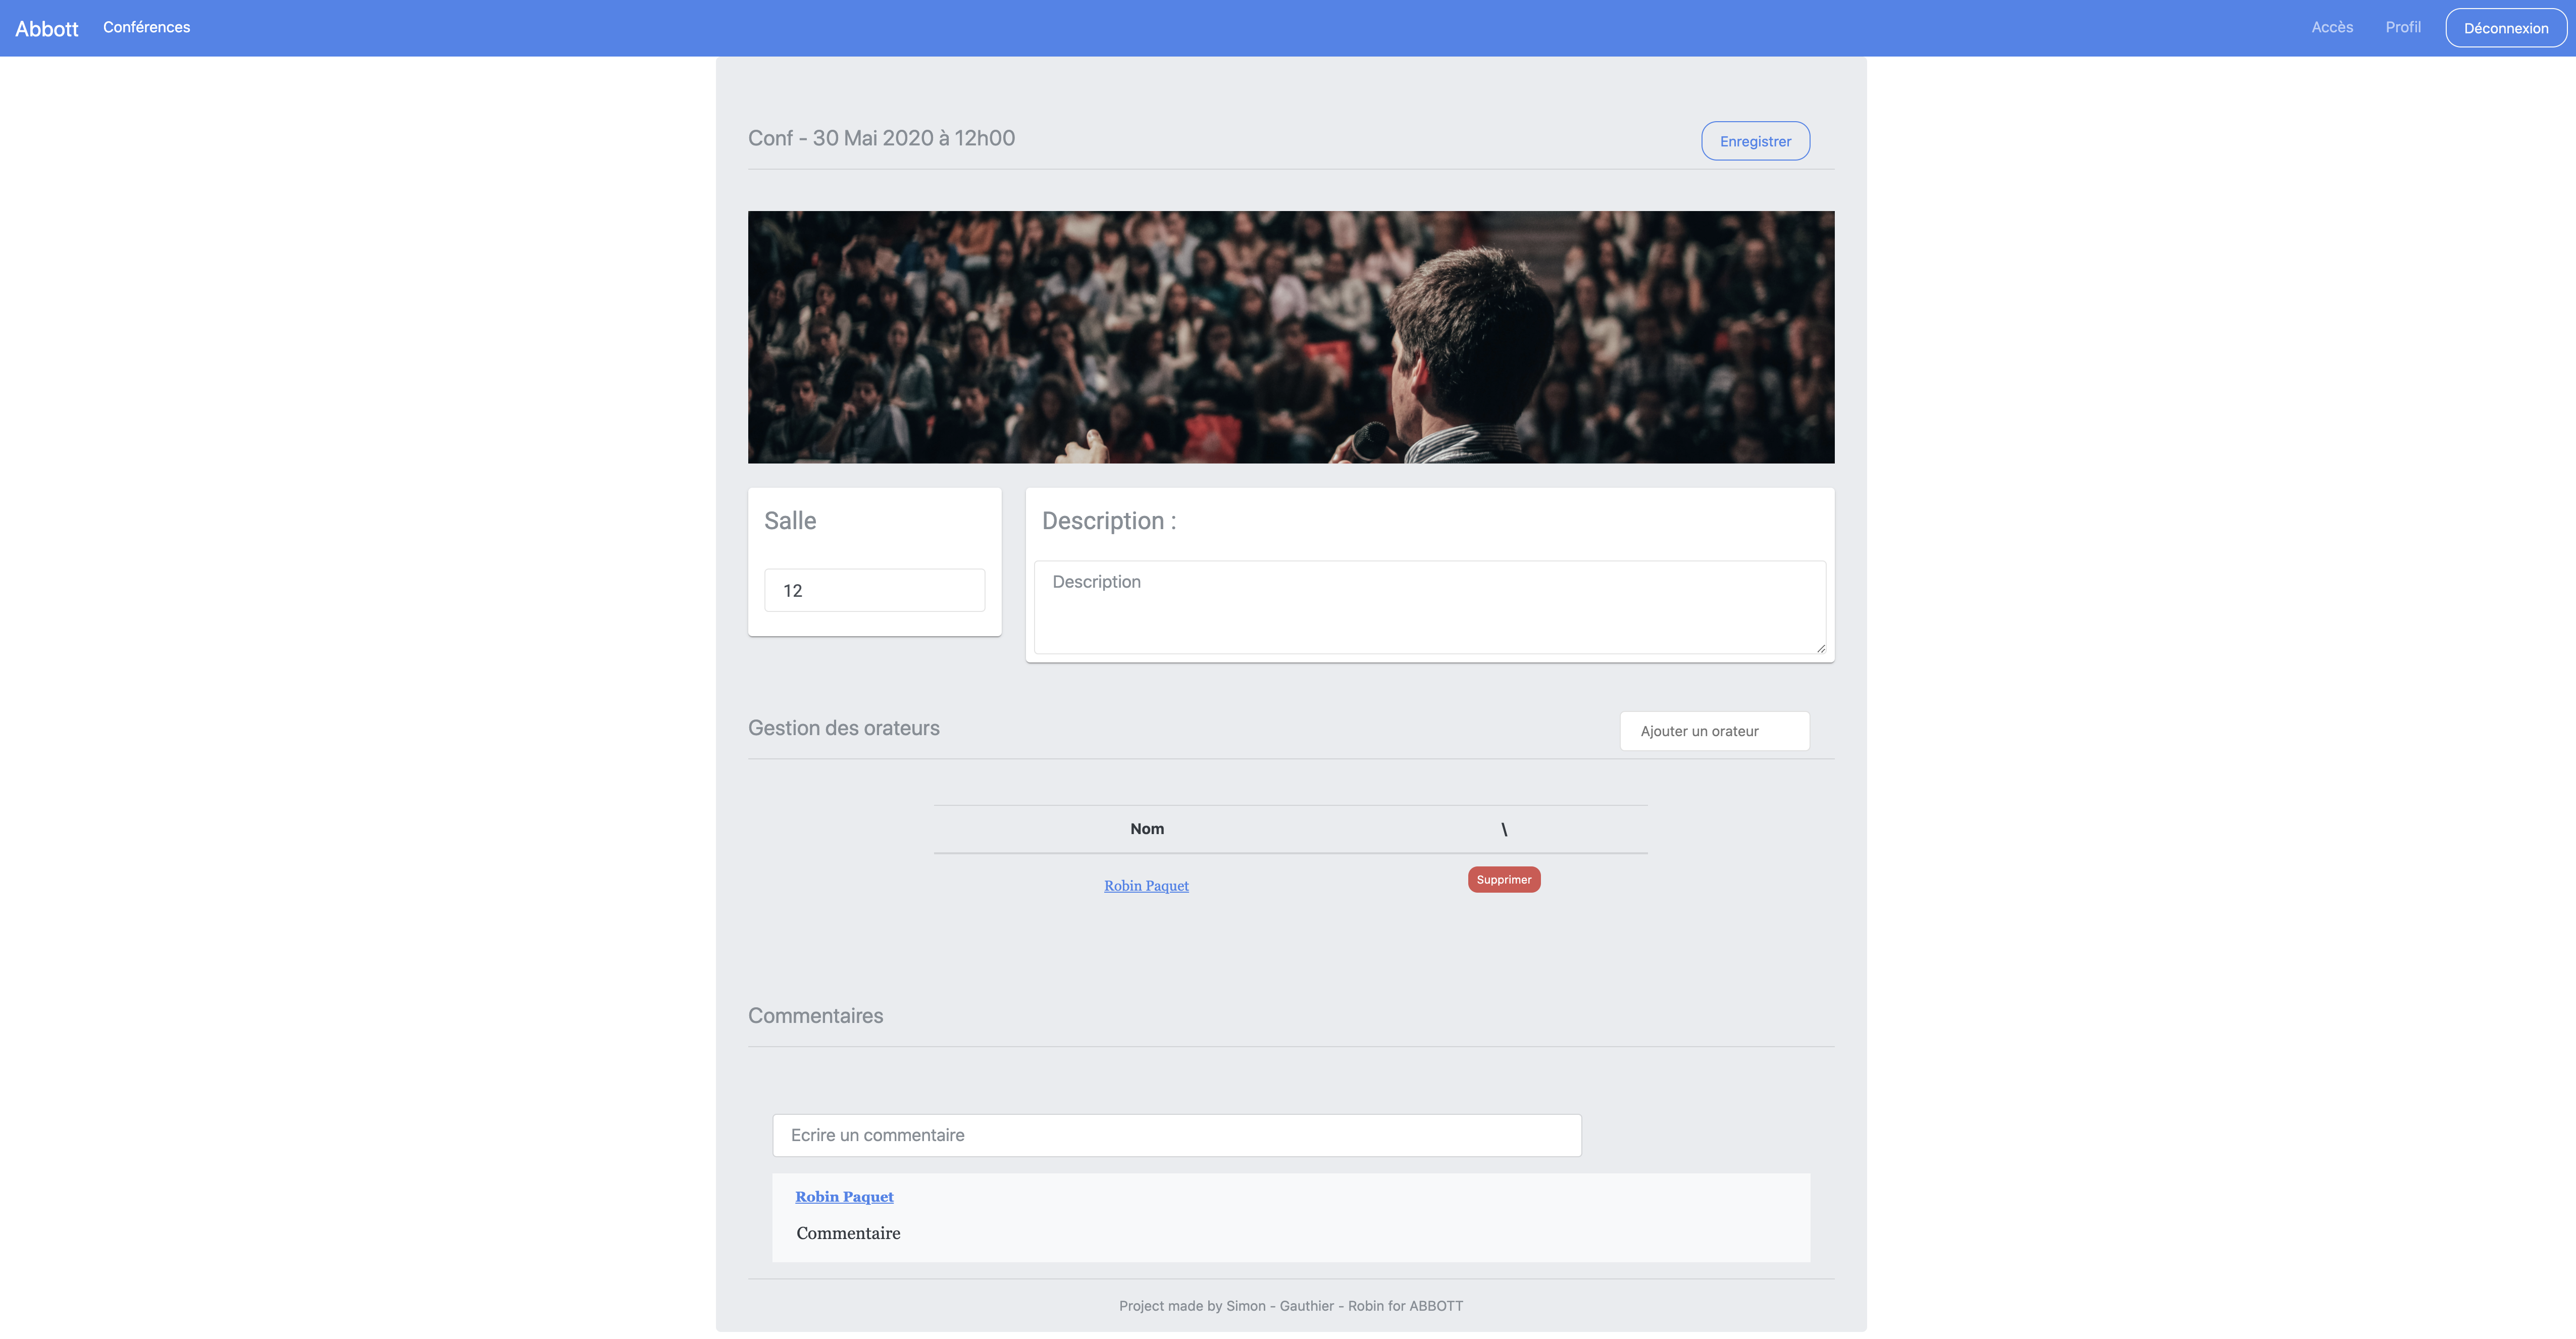 Abbott Conférences Accès Profil Déconnexion
Conf - 30 Mai 2020 à 12h00 Enregistrer
Salle
12
Description :
Description
Gestion des orateurs Ajouter un orateur
Nom \
Robin Paquet Supprimer
Commentaires
Ecrire un commentaire
Robin Paquet
Commentaire
Project made by Simon - Gauthier - Robin for ABBOTT